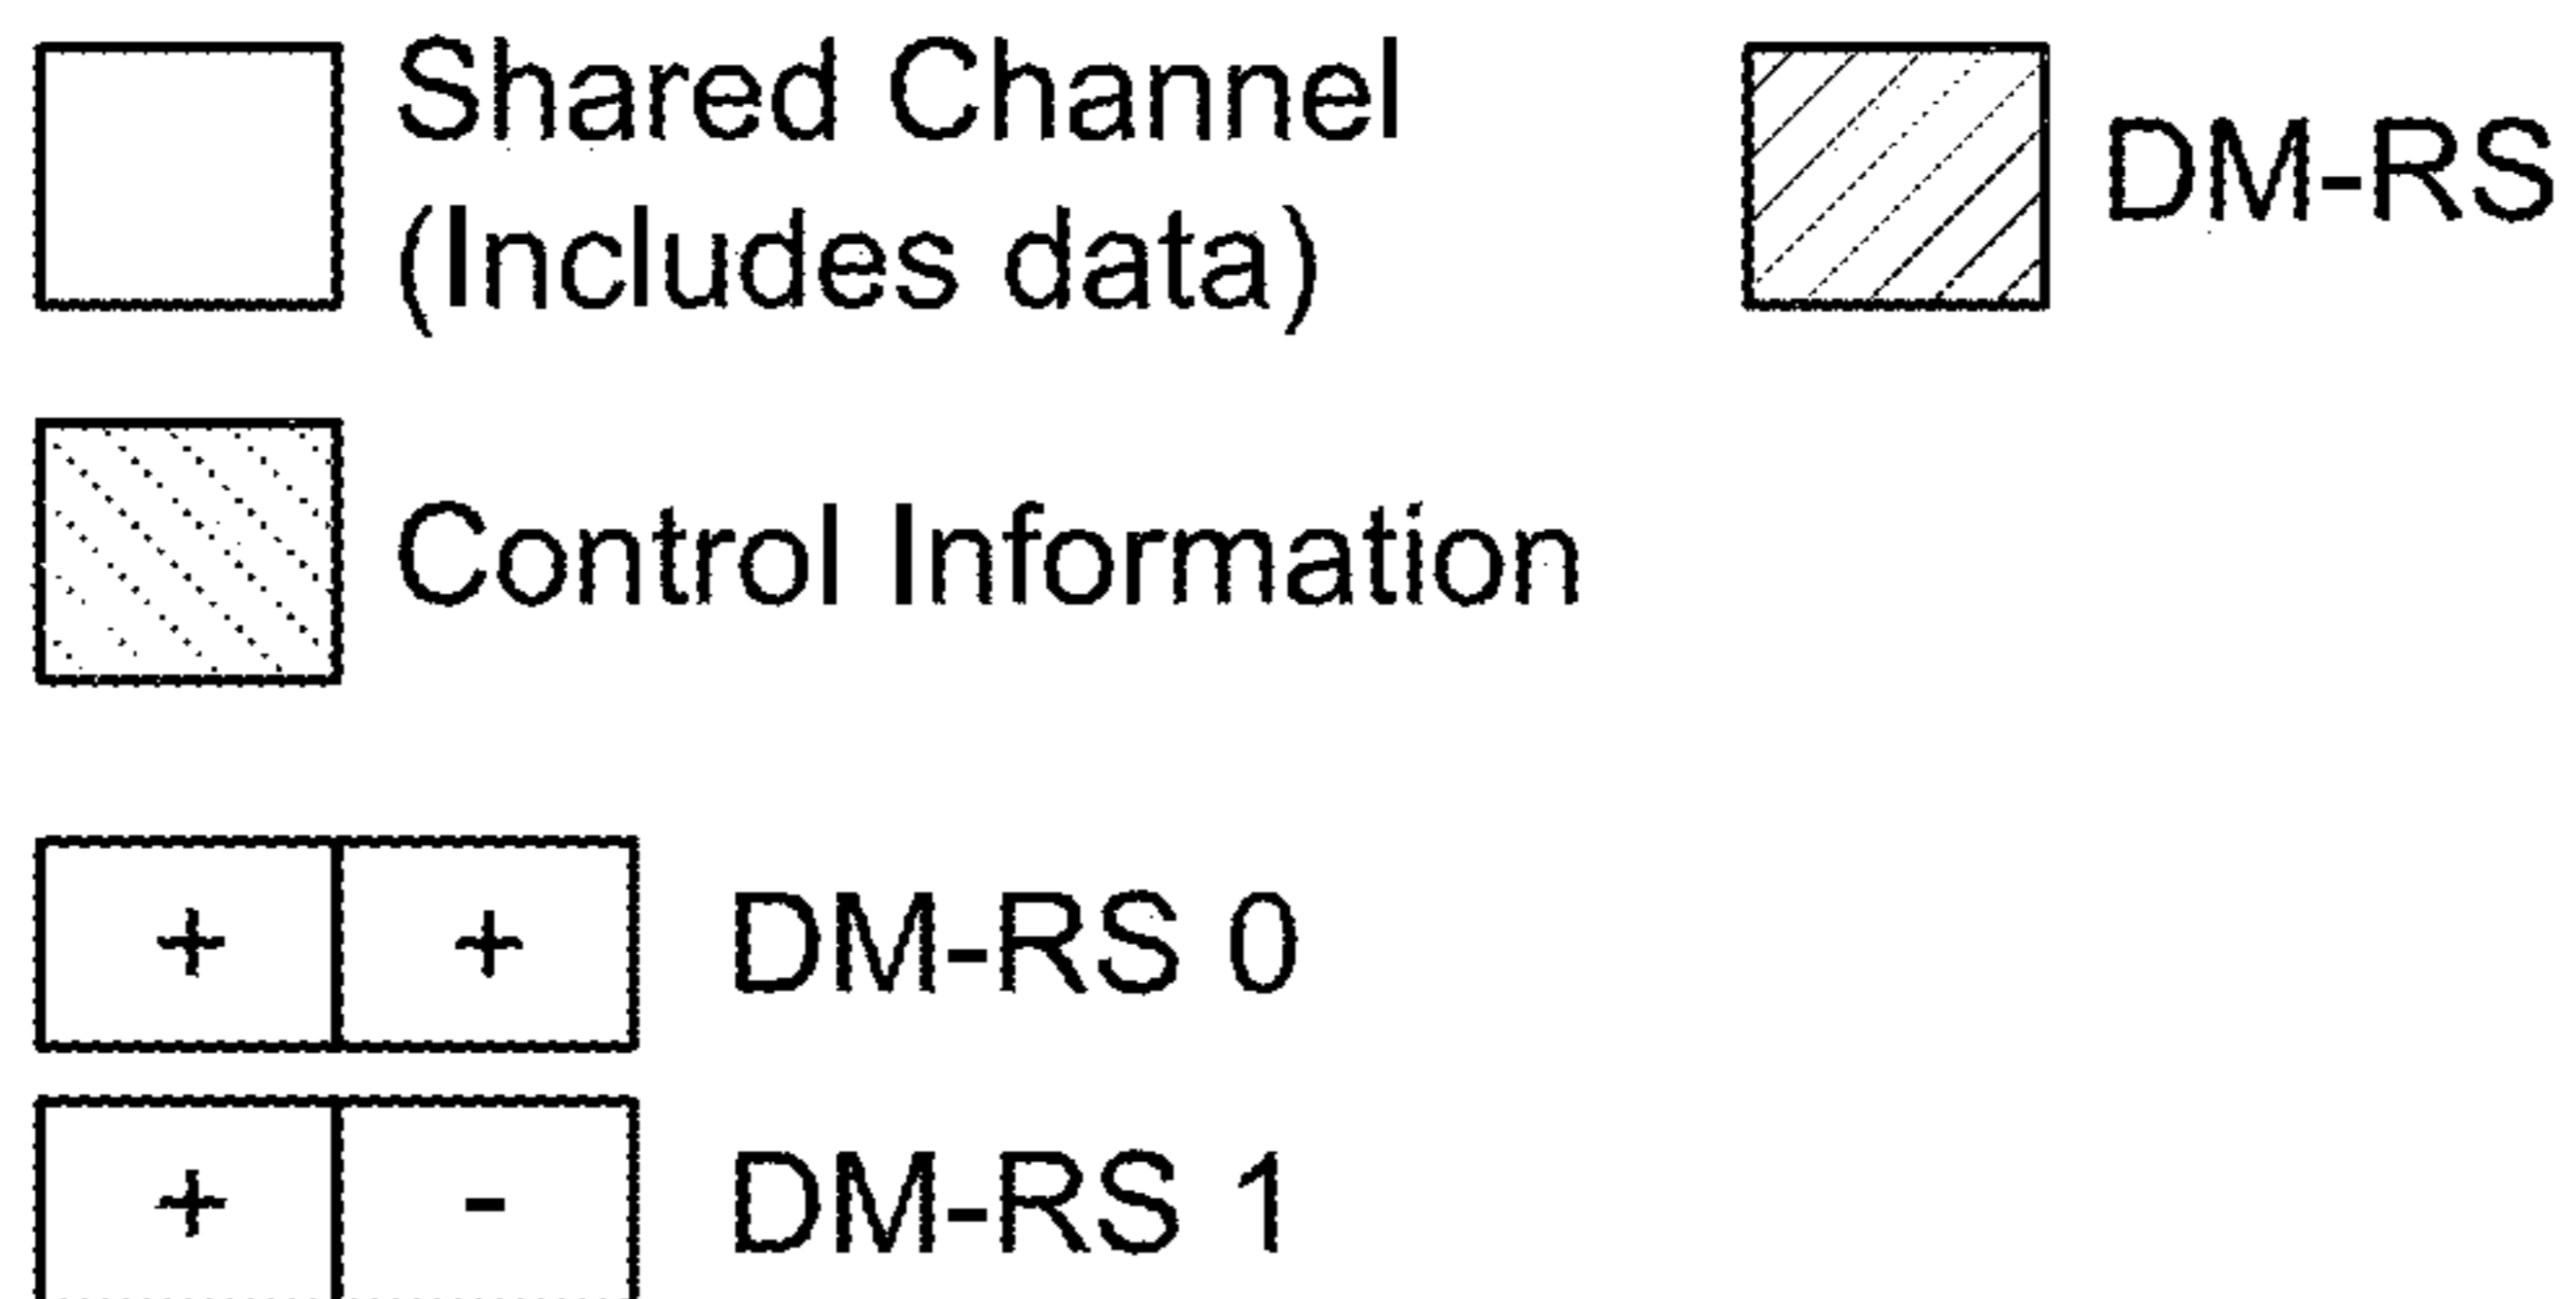 Shared Channel
(Includes data)
DM-RS
Control Information
+ + DM-RS 0
+ - DM-RS 1